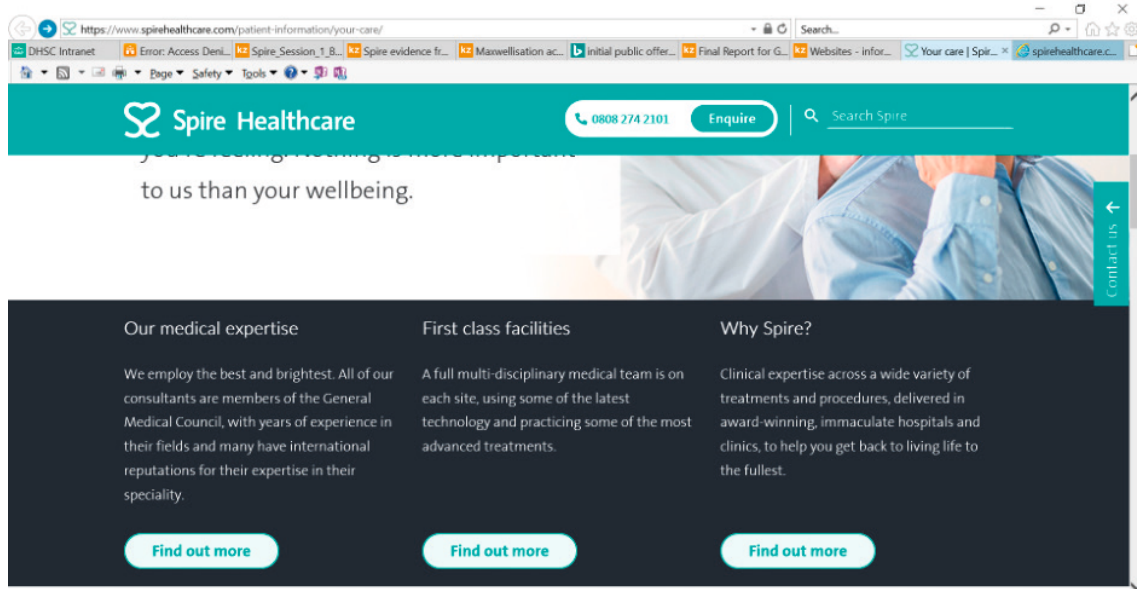 https://www.spirehealthcare.com/patient-information/your-care/
Search...
DHSC Intranet
Error: Access Deni...
Spire_Session_1_8...
Spire evidence fr...
Maxwellisation ac...
initial public offer...
Final Report for G...
Websites - infor...
Your care | Spir...
spirehealthcare.c...
Page
Safety
Tools
Spire Healthcare
0808 274 2101
Enquire
Search Spire
to us than your wellbeing.
Contact us
Our medical expertise
We employ the best and brightest. All of our
consultants are members of the General
Medical Council, with years of experience in
their fields and many have international
reputations for their expertise in their
speciality.
Find out more
First class facilities
A full multi-disciplinary medical team is on
each site, using some of the latest
technology and practicing some of the most
advanced treatments.
Find out more
Why Spire?
Clinical expertise across a wide variety of
treatments and procedures, delivered in
award-winning, immaculate hospitals and
clinics, to help you get back to living life to
the fullest.
Find out more